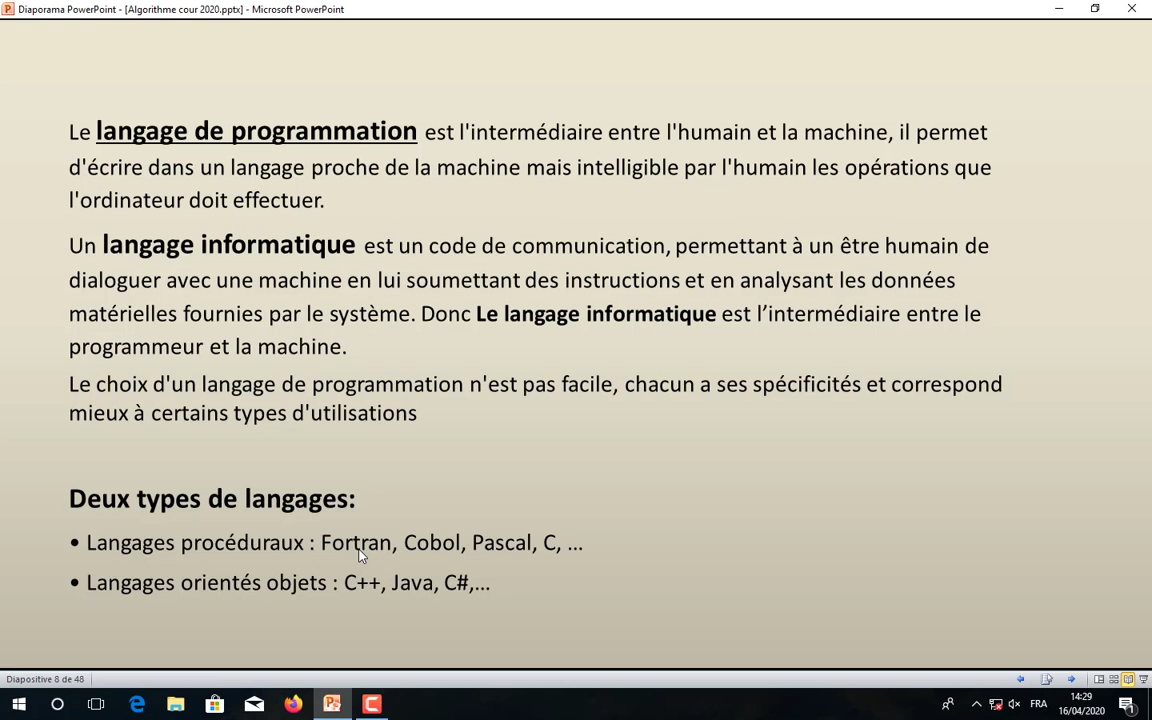 Diaporama PowerPoint - [Algorithme cour 2020.pptx] - Microsoft PowerPoint
Le langage de programmation est l'intermédiaire entre l'humain et la machine, il permet
d'écrire dans un langage proche de la machine mais intelligible par l'humain les opérations que
l'ordinateur doit effectuer.
Un langage informatique est un code de communication, permettant à un être humain de
dialoguer avec une machine en lui soumettant des instructions et en analysant les données
matérielles fournies par le système. Donc Le langage informatique est l’intermédiaire entre le
programmeur et la machine.
Le choix d'un langage de programmation n'est pas facile, chacun a ses spécificités et correspond
mieux à certains types d'utilisations
Deux types de langages:
• Langages procéduraux : Fortran, Cobol, Pascal, C, ...
• Langages orientés objets : C++, Java, C#,...
Diapositive 8 de 48
FRA
14:29
16/04/2020
1